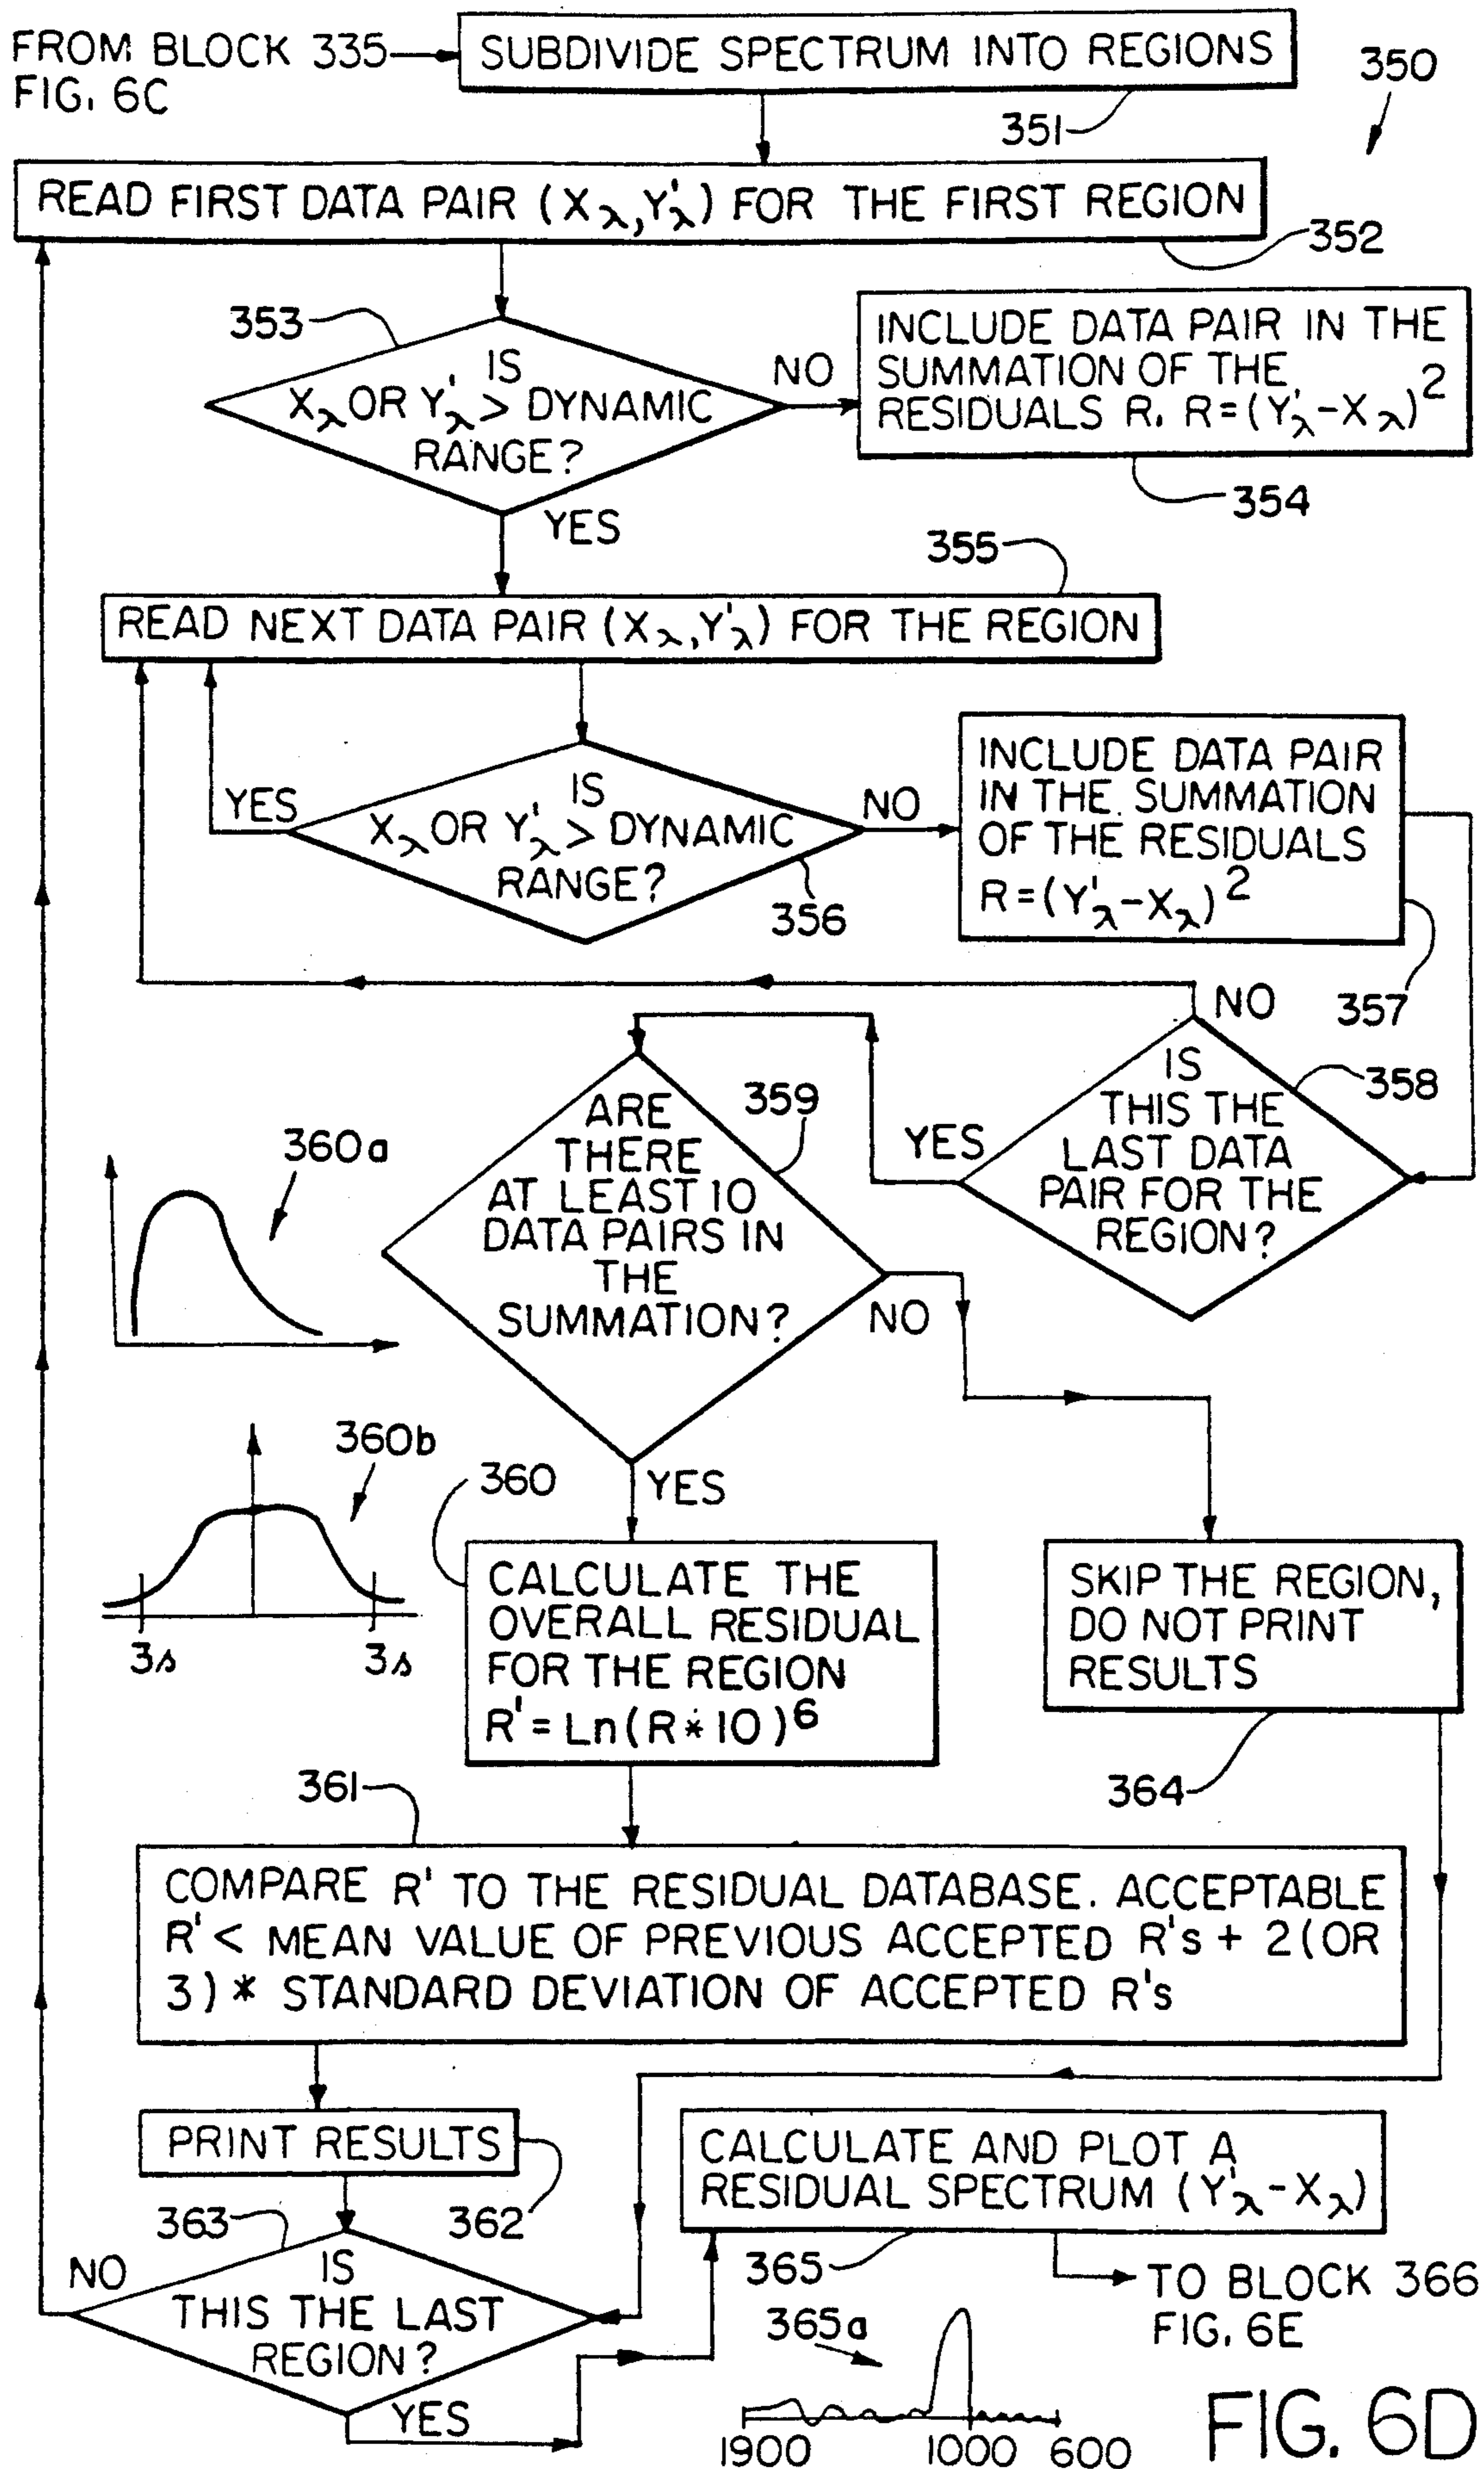 FROM BLOCK 335
FIG. 6C
SUBDIVIDE SPECTRUM INTO REGIONS
350
351
READ FIRST DATA PAIR (Xλ,Y'λ) FOR THE FIRST REGION
352
353
IS
Xλ OR Y'λ > DYNAMIC
RANGE?
NO
YES
INCLUDE DATA PAIR IN THE
SUMMATION OF THE
RESIDUALS R. R=(Y'λ-Xλ)²
354
355
READ NEXT DATA PAIR (Xλ,Y'λ) FOR THE REGION
YES
IS
Xλ OR Y'λ > DYNAMIC
RANGE?
NO
356
INCLUDE DATA PAIR
IN THE SUMMATION
OF THE RESIDUALS
R=(Y'λ-Xλ)²
357
NO
IS
THIS THE
LAST DATA
PAIR FOR THE
REGION?
358
YES
ARE
THERE
AT LEAST 10
DATA PAIRS IN
THE
SUMMATION?
359
NO
YES
360a
360b
3s
3s
360
CALCULATE THE
OVERALL RESIDUAL
FOR THE REGION
R'=Ln(R*10)⁶
SKIP THE REGION,
DO NOT PRINT
RESULTS
364
361
COMPARE R' TO THE RESIDUAL DATABASE. ACCEPTABLE
R' < MEAN VALUE OF PREVIOUS ACCEPTED R's + 2(OR
3)* STANDARD DEVIATION OF ACCEPTED R's
PRINT RESULTS
362
363
IS
THIS THE LAST
REGION?
NO
YES
CALCULATE AND PLOT A
RESIDUAL SPECTRUM (Y'λ-Xλ)
365
TO BLOCK 366
FIG. 6E
365a
1900
1000
600
FIG. 6D